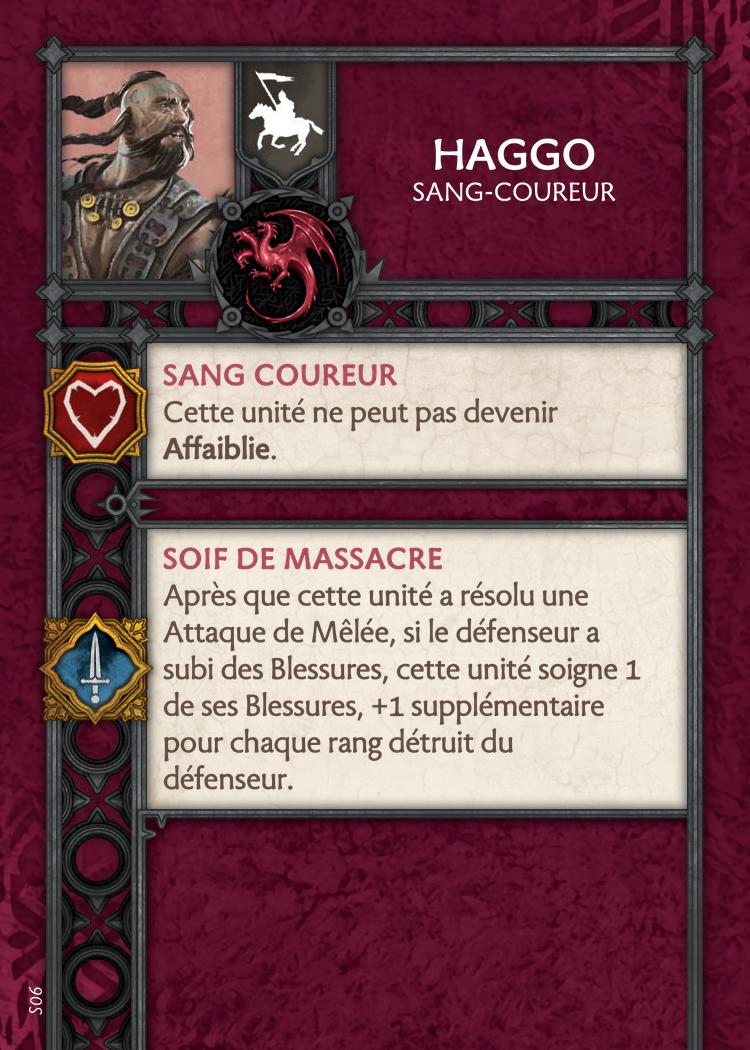 HAGGO
SANG-COUREUR
SANG COUREUR
Cette unité ne peut pas devenir
Affaiblie.
SOIF DE MASSACRE
Après que cette unité a résolu une
Attaque de Mêlée, si le défenseur a
subi des Blessures, cette unité soigne 1
de ses Blessures, +1 supplémentaire
pour chaque rang détruit du
défenseur.
S06